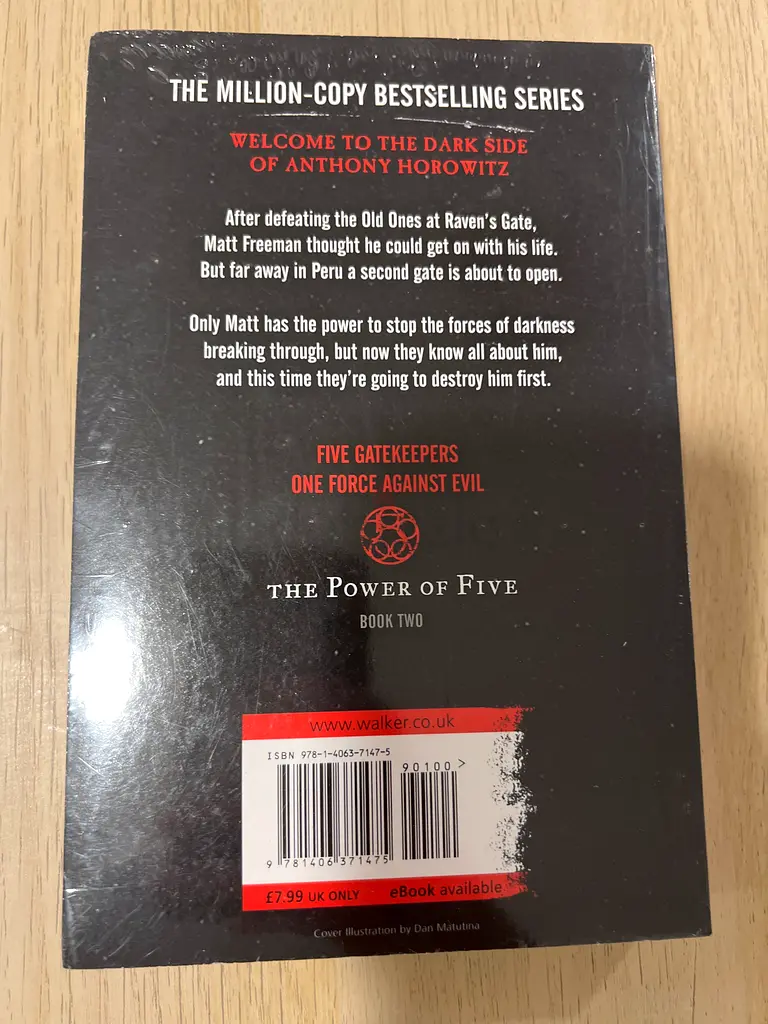 THE MILLION-COPY BESTSELLING SERIES
WELCOME TO THE DARK SIDE
OF ANTHONY HOROWITZ
After defeating the Old Ones at Raven's Gate,
Matt Freeman thought he could get on with his life.
But far away in Peru a second gate is about to open.
Only Matt has the power to stop the forces of darkness
breaking through, but now they know all about him,
and this time they're going to destroy him first.
FIVE GATEKEEPERS
ONE FORCE AGAINST EVIL
THE POWER OF FIVE
BOOK TWO
www.walker.co.uk
ISBN 978-1-4063-7147-5
90100 >
9 781406 371475
£7.99 UK ONLY eBook available
Cover Illustration by Dan Matutina